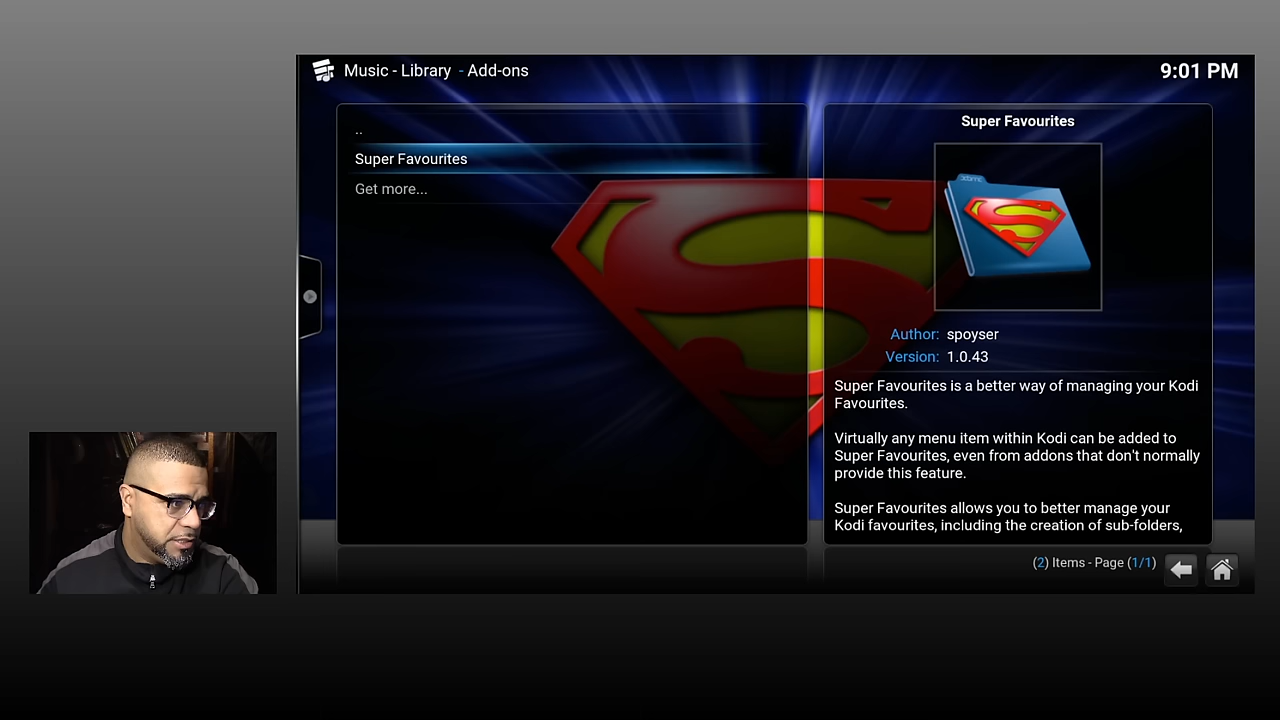 Music - Library - Add-ons
9:01 PM
..
Super Favourites
Get more...
Super Favourites
Author: spoyser
Version: 1.0.43
Super Favourites is a better way of managing your Kodi
Favourites.
Virtually any menu item within Kodi can be added to
Super Favourites, even from addons that don't normally
provide this feature.
Super Favourites allows you to better manage your
Kodi favourites, including the creation of sub-folders,
(2) Items - Page (1/1)